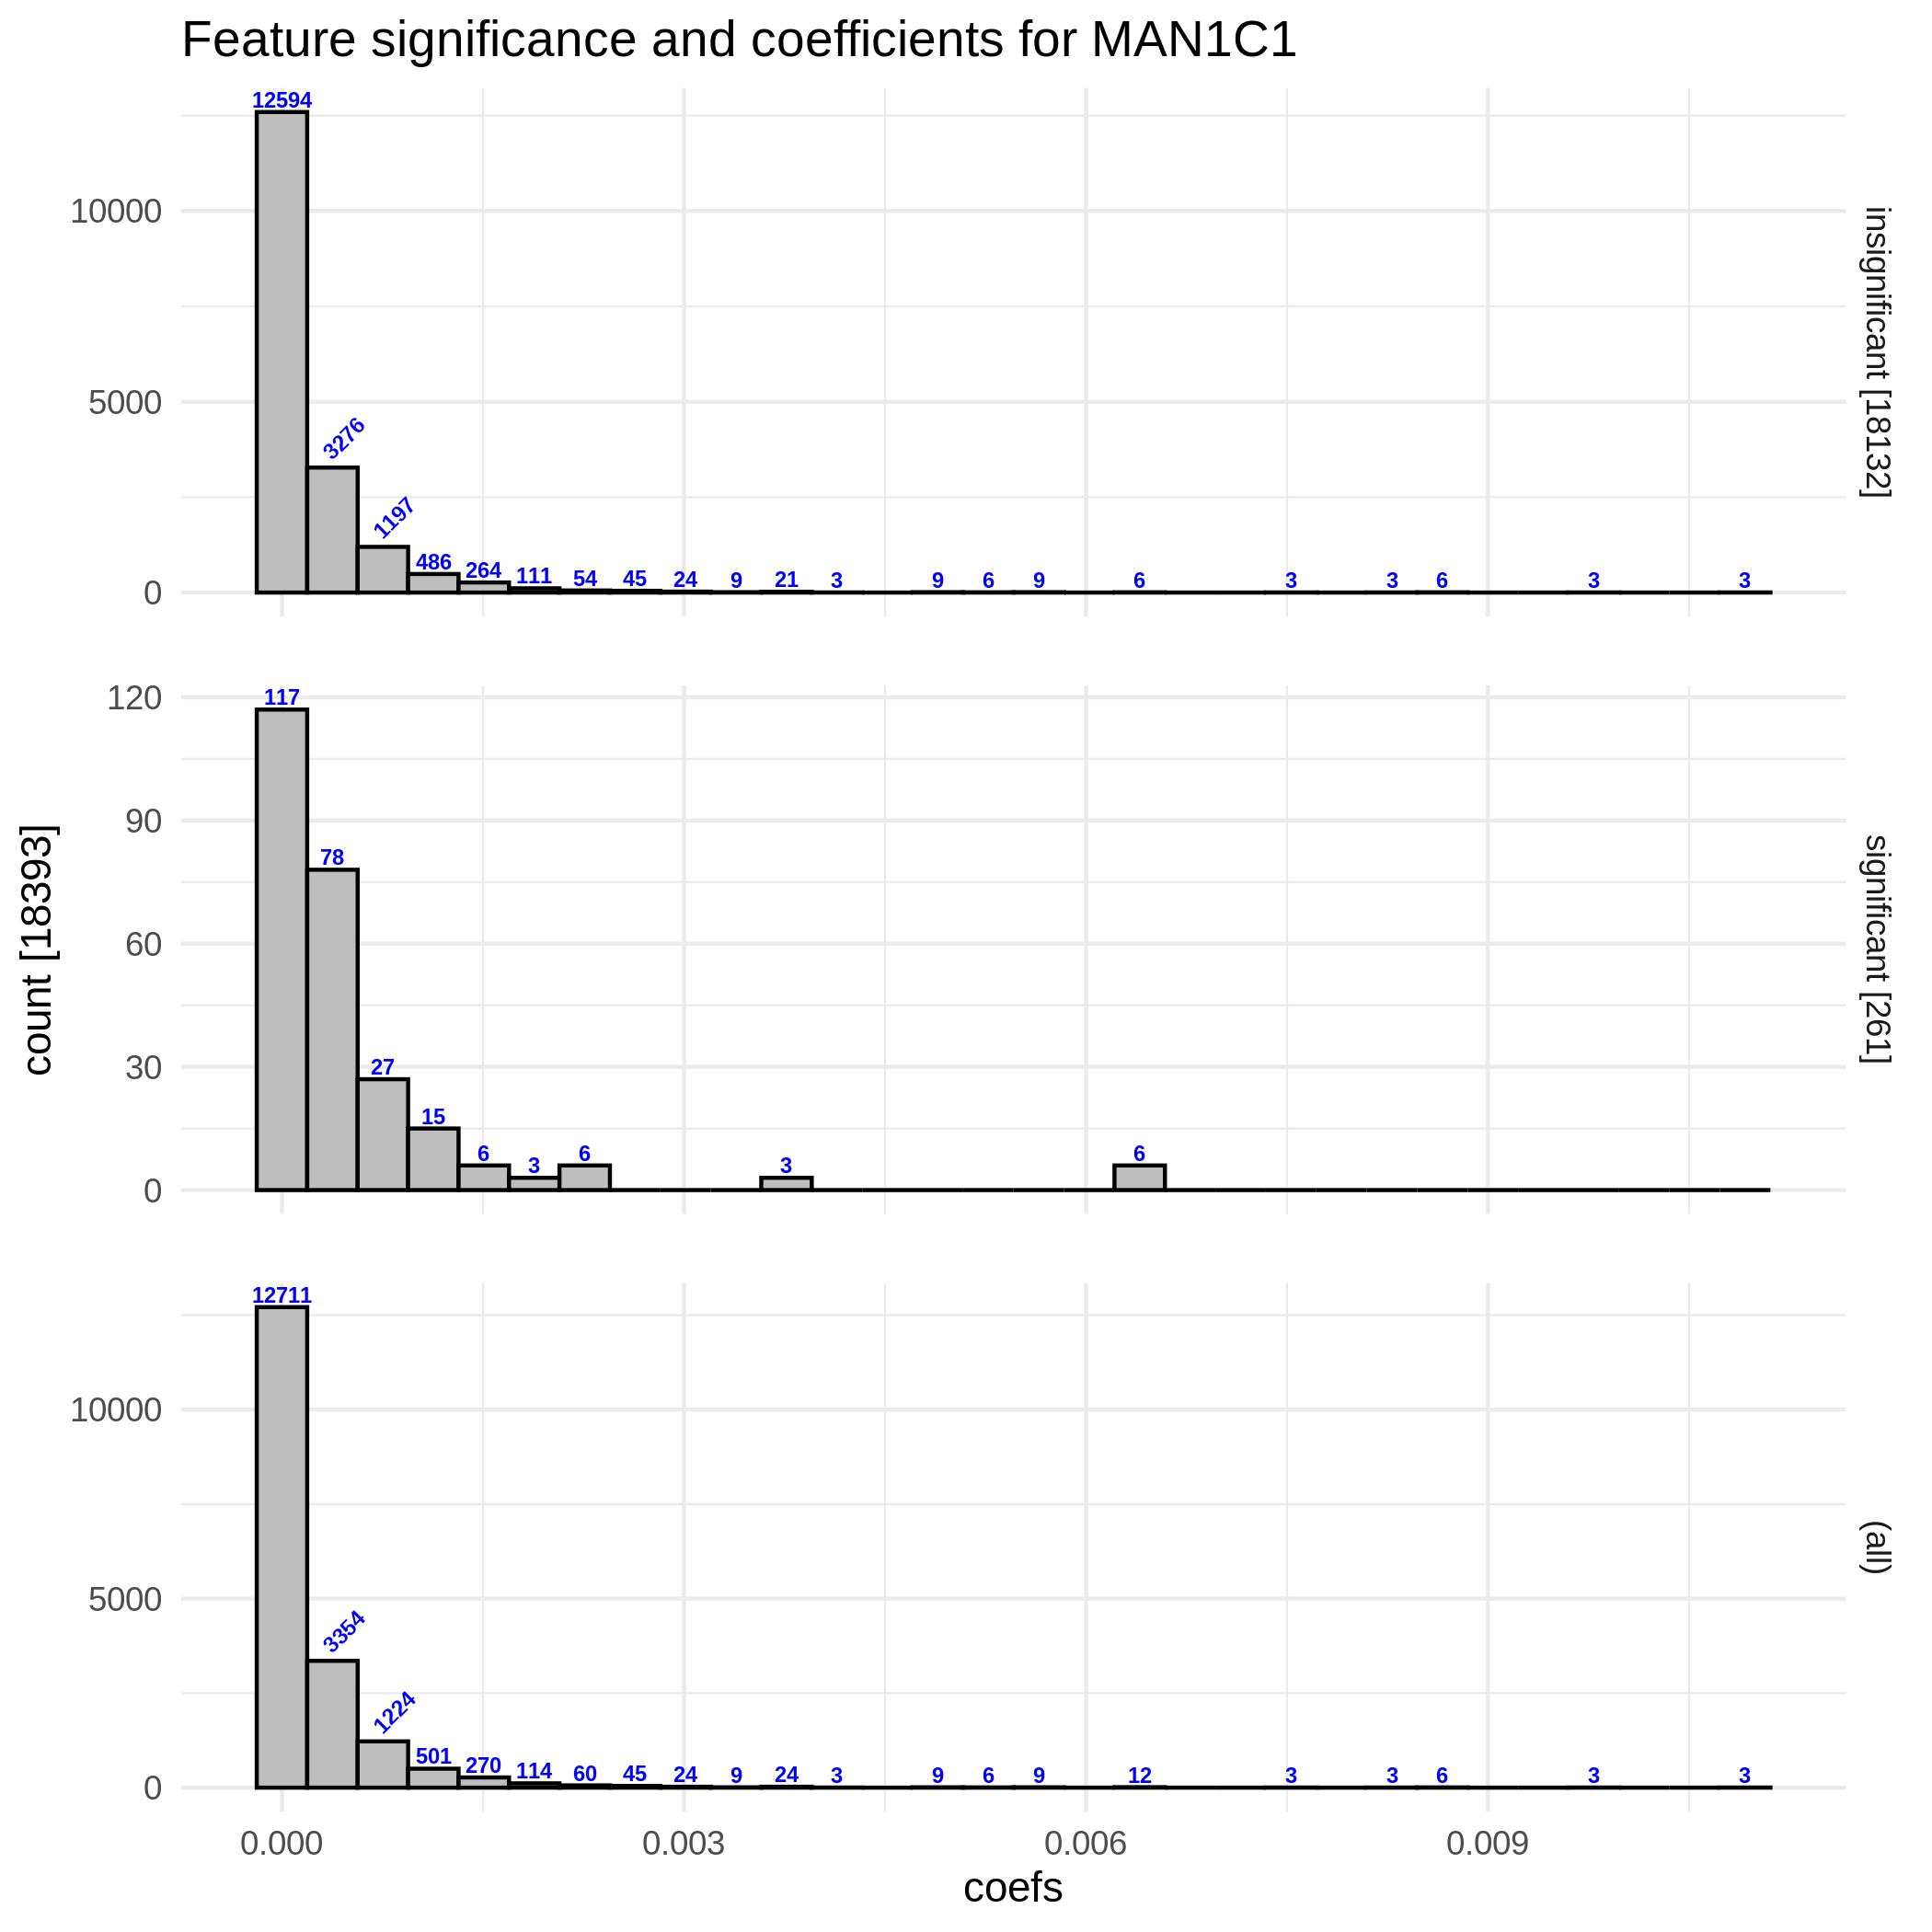 Feature significance and coefficients for MAN1C1
12594
10000
5000
0
3276
1197
486 264 111 54 45 24 9 21 3 9 6 9 6 3 3 6 3 3
insignificant [18132]
count [18393]
120
90
60
30
0
117
78
27
15
6 3 6 3 6
significant [261]
12711
10000
5000
0
3354
1224
501 270 114 60 45 24 9 24 3 9 6 9 12 3 3 6 3 3
(all)
0.000 0.003 0.006 0.009
coefs